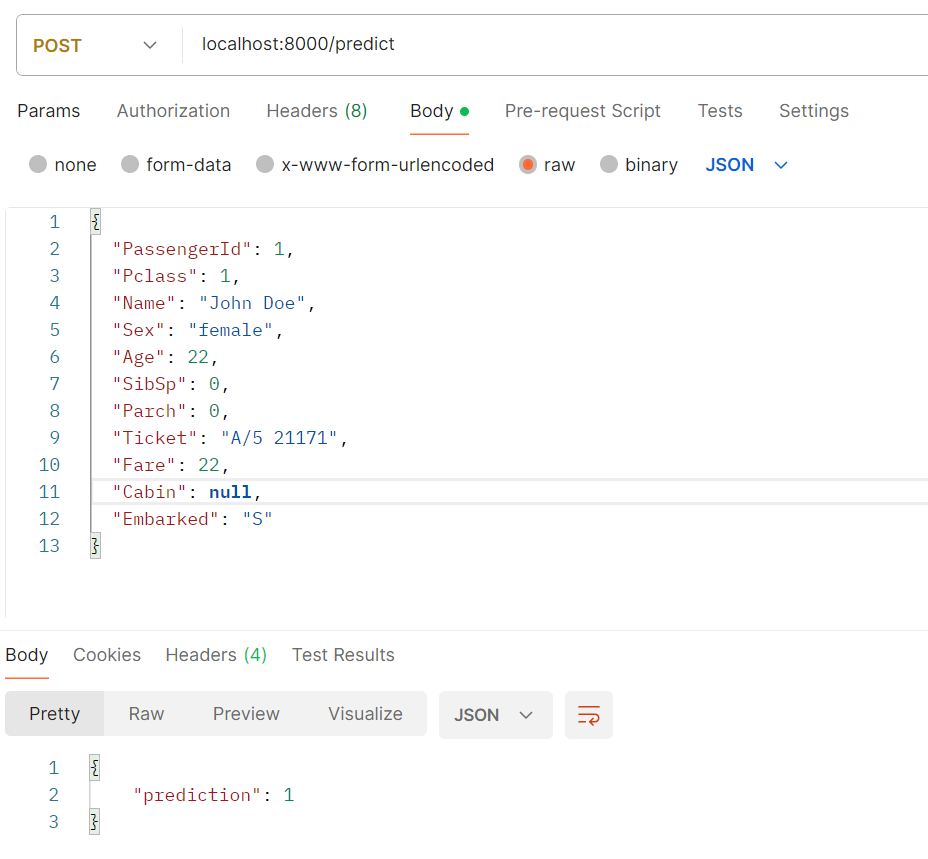 POST localhost:8000/predict
Params Authorization Headers (8) Body Pre-request Script Tests Settings
none form-data x-www-form-urlencoded raw binary JSON
1 {
2 "PassengerId": 1,
3 "Pclass": 1,
4 "Name": "John Doe",
5 "Sex": "female",
6 "Age": 22,
7 "SibSp": 0,
8 "Parch": 0,
9 "Ticket": "A/5 21171",
10 "Fare": 22,
11 "Cabin": null,
12 "Embarked": "S"
13 }
Body Cookies Headers (4) Test Results
Pretty Raw Preview Visualize JSON
1 {
2 "prediction": 1
3 }